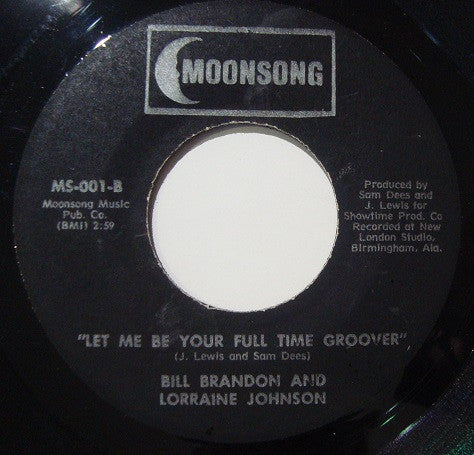 MOONSONG
MS-001-B
Moonsong Music
Pub. Co.
(BMI) 2:59
Produced by
Sam Dees and
J. Lewis for
Showtime Prod. Co
Recorded at New
London Studio,
Birmingham, Ala.
"LET ME BE YOUR FULL TIME GROOVER"
(J. Lewis and Sam Dees)
BILL BRANDON AND
LORRAINE JOHNSON